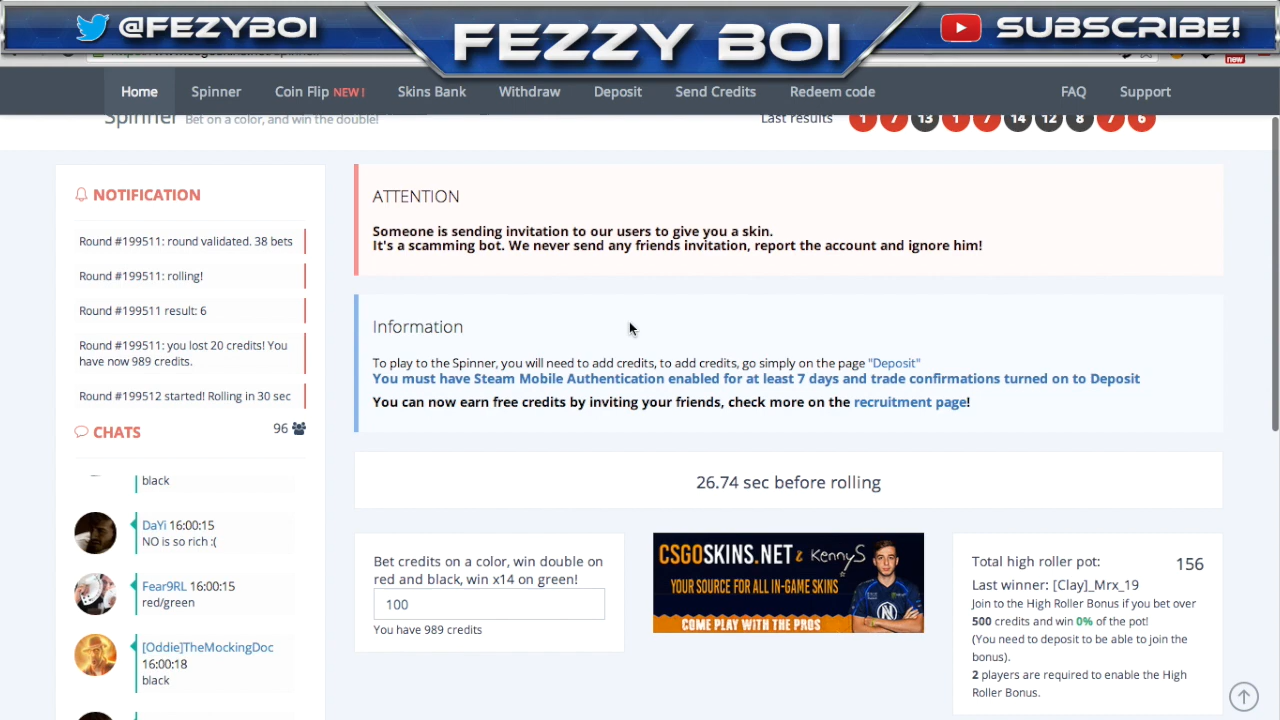 @FEZYBOI
FEZZY BOI
SUBSCRIBE!
new
Home
Spinner
Coin Flip NEW !
Skins Bank
Withdraw
Deposit
Send Credits
Redeem code
FAQ
Support
Spinner Bet on a color, and win the double!
Last results 1 7 13 1 7 14 12 8 7 6
NOTIFICATION
Round #199511: round validated. 38 bets
Round #199511: rolling!
Round #199511 result: 6
Round #199511: you lost 20 credits! You
have now 989 credits.
Round #199512 started! Rolling in 30 sec
CHATS
96
black
DaYi 16:00:15
NO is so rich :(
Fear9RL 16:00:15
red/green
[Oddie]TheMockingDoc
16:00:18
black
ATTENTION
Someone is sending invitation to our users to give you a skin.
It's a scamming bot. We never send any friends invitation, report the account and ignore him!
Information
To play to the Spinner, you will need to add credits, to add credits, go simply on the page "Deposit"
You must have Steam Mobile Authentication enabled for at least 7 days and trade confirmations turned on to Deposit
You can now earn free credits by inviting your friends, check more on the recruitment page!
26.74 sec before rolling
Bet credits on a color, win double on
red and black, win x14 on green!
100
You have 989 credits
CSGOSKINS.NET & KennyS
YOUR SOURCE FOR ALL IN-GAME SKINS
COME PLAY WITH THE PROS
Total high roller pot: 156
Last winner: [Clay]_Mrx_19
Join to the High Roller Bonus if you bet over
500 credits and win 0% of the pot!
(You need to deposit to be able to join the
bonus).
2 players are required to enable the High
Roller Bonus.